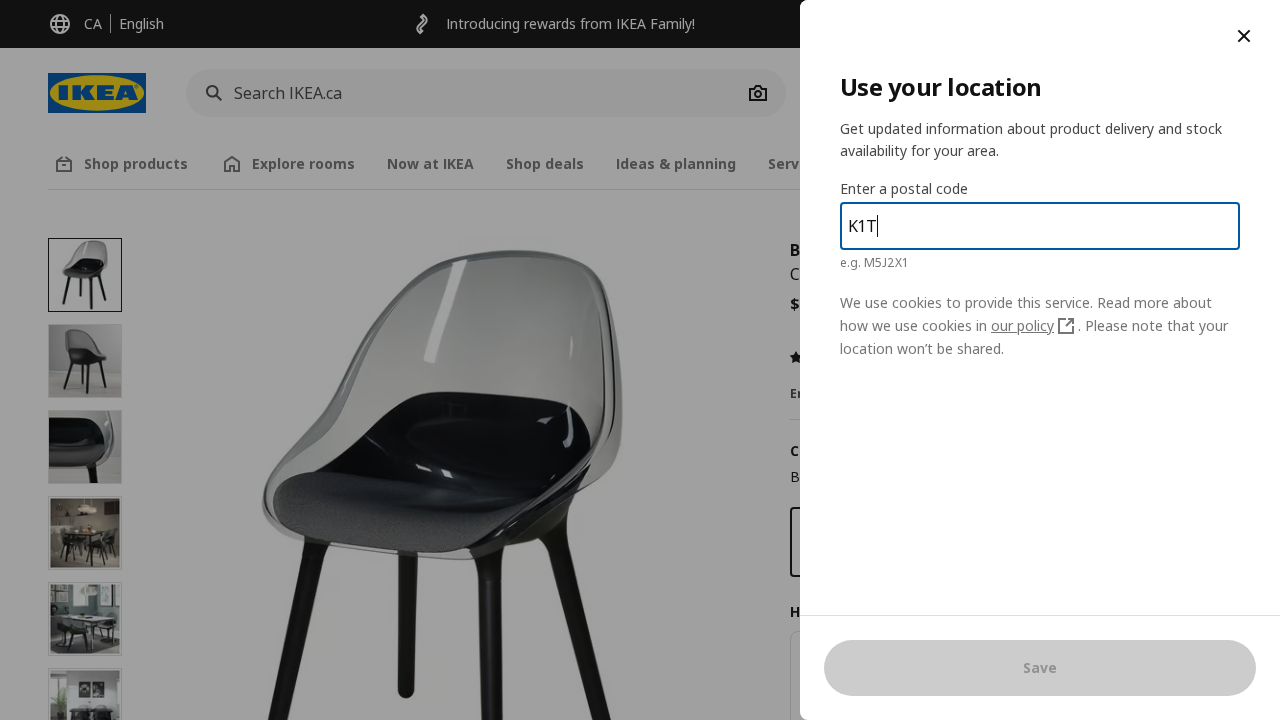 CA
English
Introducing rewards from IKEA Family!
IKEA
Search IKEA.ca
Shop products
Explore rooms
Now at IKEA
Shop deals
Ideas & planning
Serv
B
C
$
En
C
B
H
Use your location
Get updated information about product delivery and stock
availability for your area.
Enter a postal code
K1T
e.g. M5J2X1
We use cookies to provide this service. Read more about
how we use cookies in our policy . Please note that your
location won’t be shared.
Save